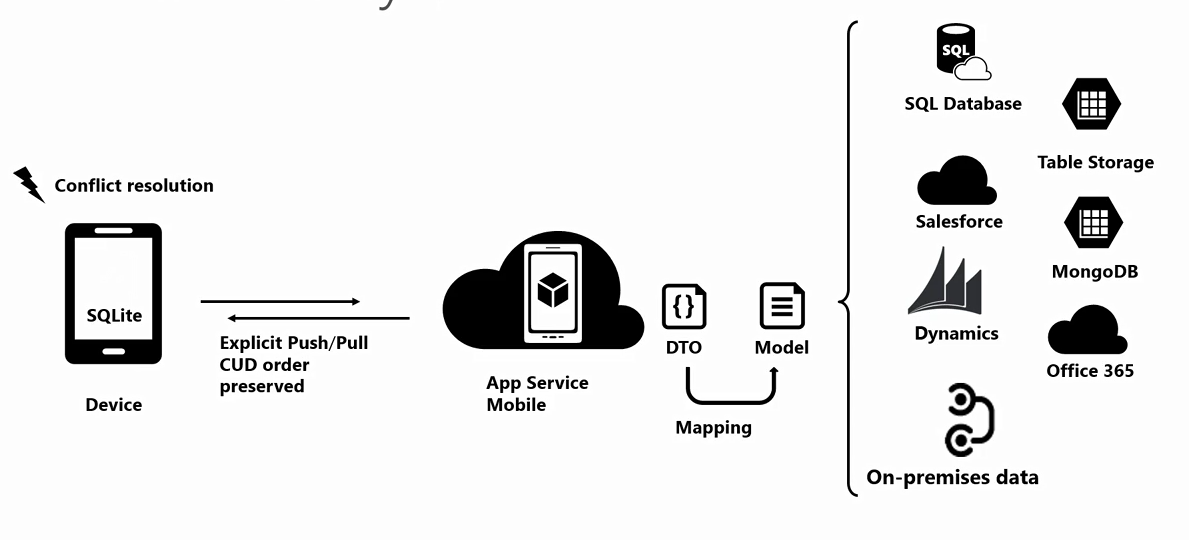 Conflict resolution
SQLite
Device
Explicit Push/Pull
CUD order
preserved
App Service
Mobile
{}
DTO
Model
Mapping
SQL
SQL Database
Table Storage
Salesforce
MongoDB
Dynamics
Office 365
On-premises data